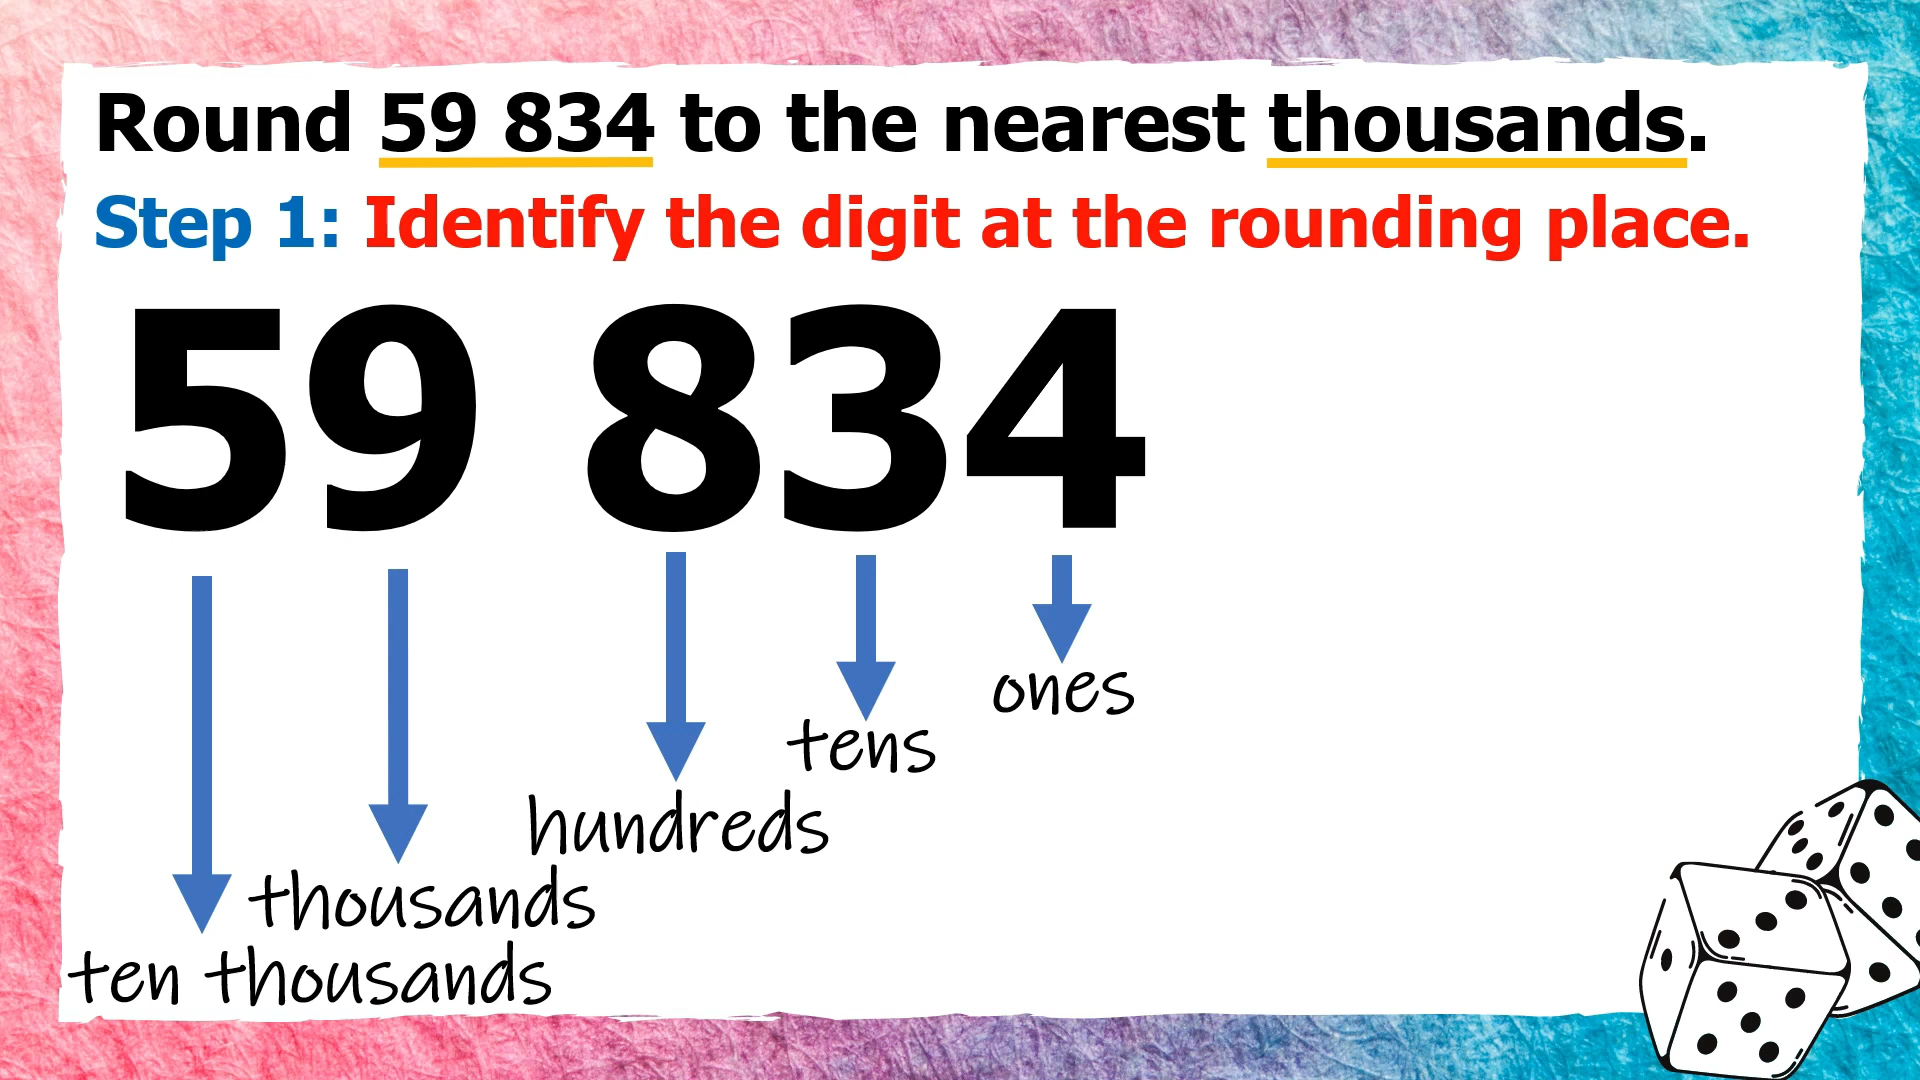 Round 59 834 to the nearest thousands.
Step 1: Identify the digit at the rounding place.
59 834
ones
tens
hundreds
thousands
ten thousands